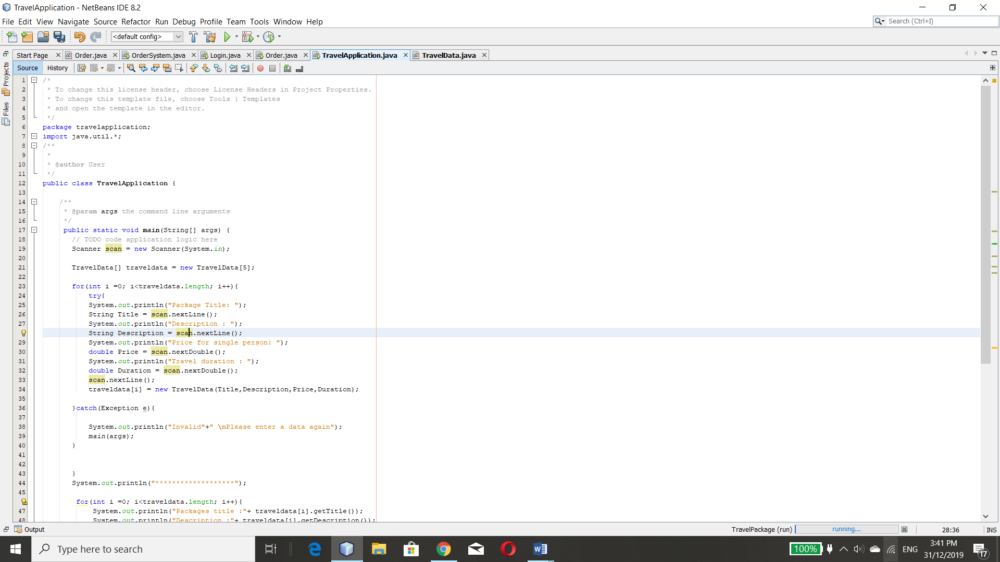 TravelApplication - NetBeans IDE 8.2
File Edit View Navigate Source Refactor Run Debug Profile Team Tools Window Help
Search (Ctrl+I)
<default config>
Start Page Order.java OrderSystem.java Login.java Order.java TravelApplication.java TravelData.java
Source History
Projects
Files
1 /*
2 * To change this license header, choose License Headers in Project Properties.
3 * To change this template file, choose Tools | Templates
4 * and open the template in the editor.
5 */
6 package travelapplication;
7 import java.util.*;
8 /**
9 *
10 * @author User
11 */
12 public class TravelApplication {
13
14 /**
15 * @param args the command line arguments
16 */
17 public static void main(String[] args) {
18 // TODO code application logic here
19 Scanner scan = new Scanner(System.in);
20
21 TravelData[] traveldata = new TravelData[5];
22
23 for(int i =0; i<traveldata.length; i++){
24 try{
25 System.out.println("Package Title: ");
26 String Title = scan.nextLine();
27 System.out.println("Description : ");
String Description = scan.nextLine();
29 System.out.println("Price for single person: ");
30 double Price = scan.nextDouble();
31 System.out.println("Travel duration : ");
32 double Duration = scan.nextDouble();
33 scan.nextLine();
34 traveldata[i] = new TravelData(Title,Description,Price,Duration);
35
36 }catch(Exception e){
37
38 System.out.println("Invalid"+" \nPlease enter a data again");
39 main(args);
40 }
41
42
43 }
44 System.out.println("*******************");
45
for(int i =0; i<traveldata.length; i++){
47 System.out.println("Packages title :"+ traveldata[i].getTitle());
48 System.out.println("Description :"+ traveldata[i].getDescription());
Output
TravelPackage (run) running... 28:36 INS
Type here to search
100% ENG 3:41 PM
31/12/2019 17